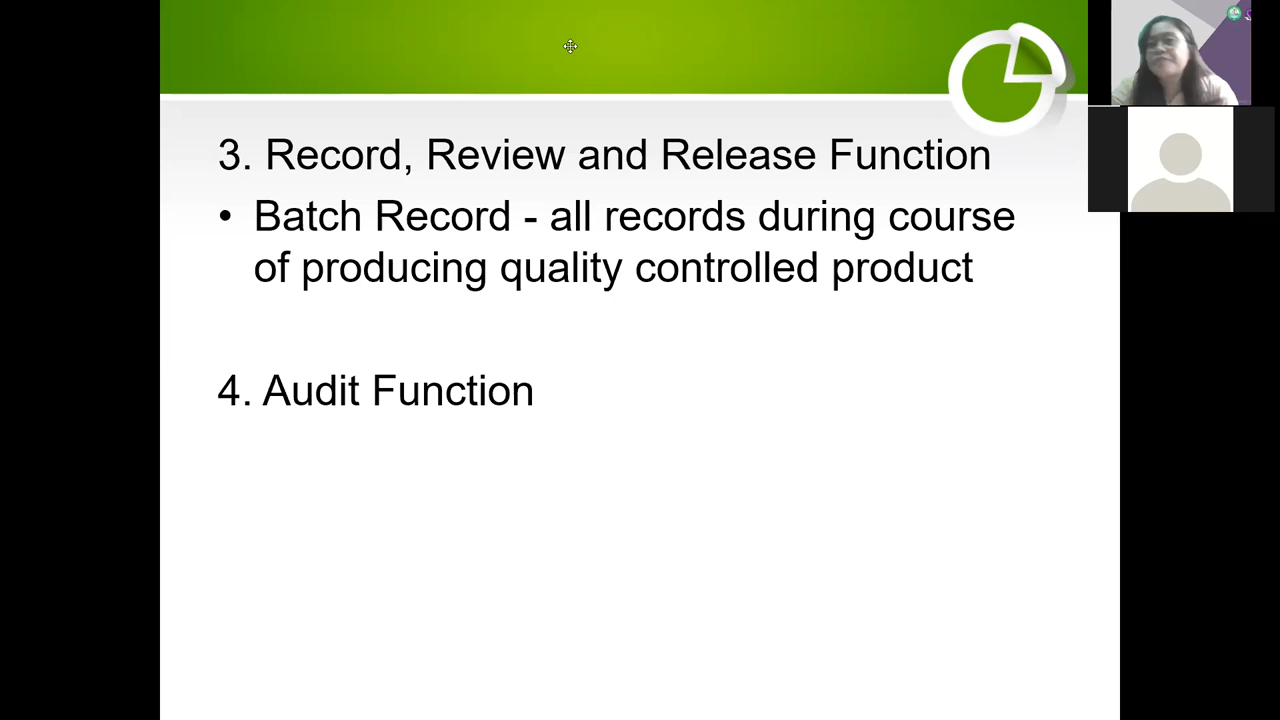 3. Record, Review and Release Function
• Batch Record - all records during course
of producing quality controlled product
4. Audit Function